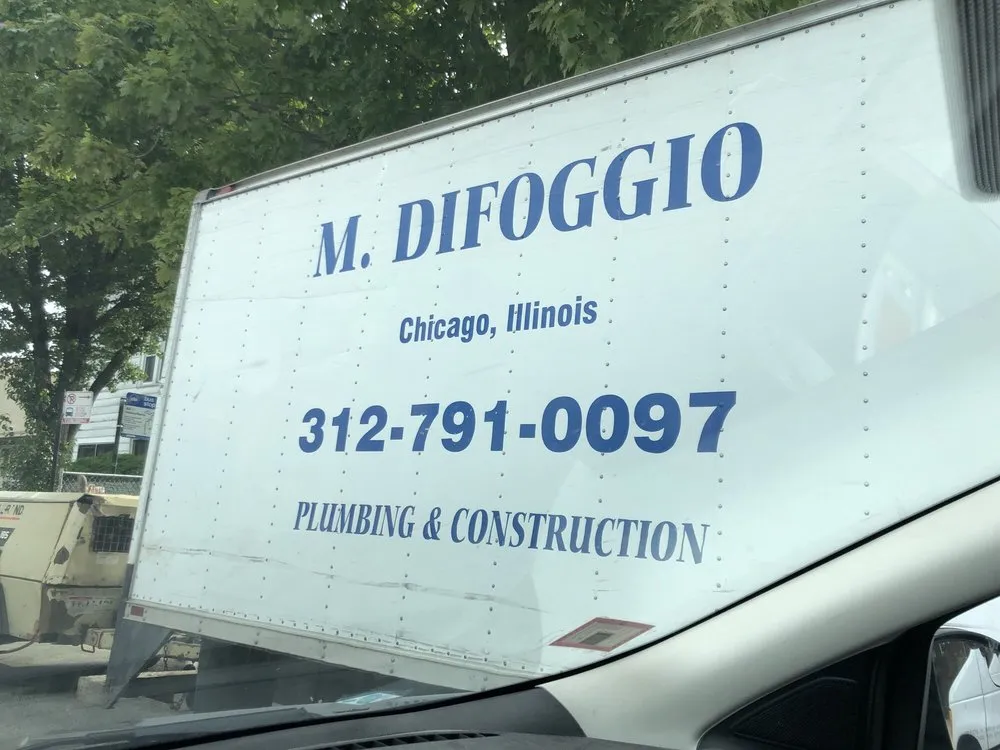 M. DIFOGGIO
Chicago, Illinois
312-791-0097
PLUMBING & CONSTRUCTION